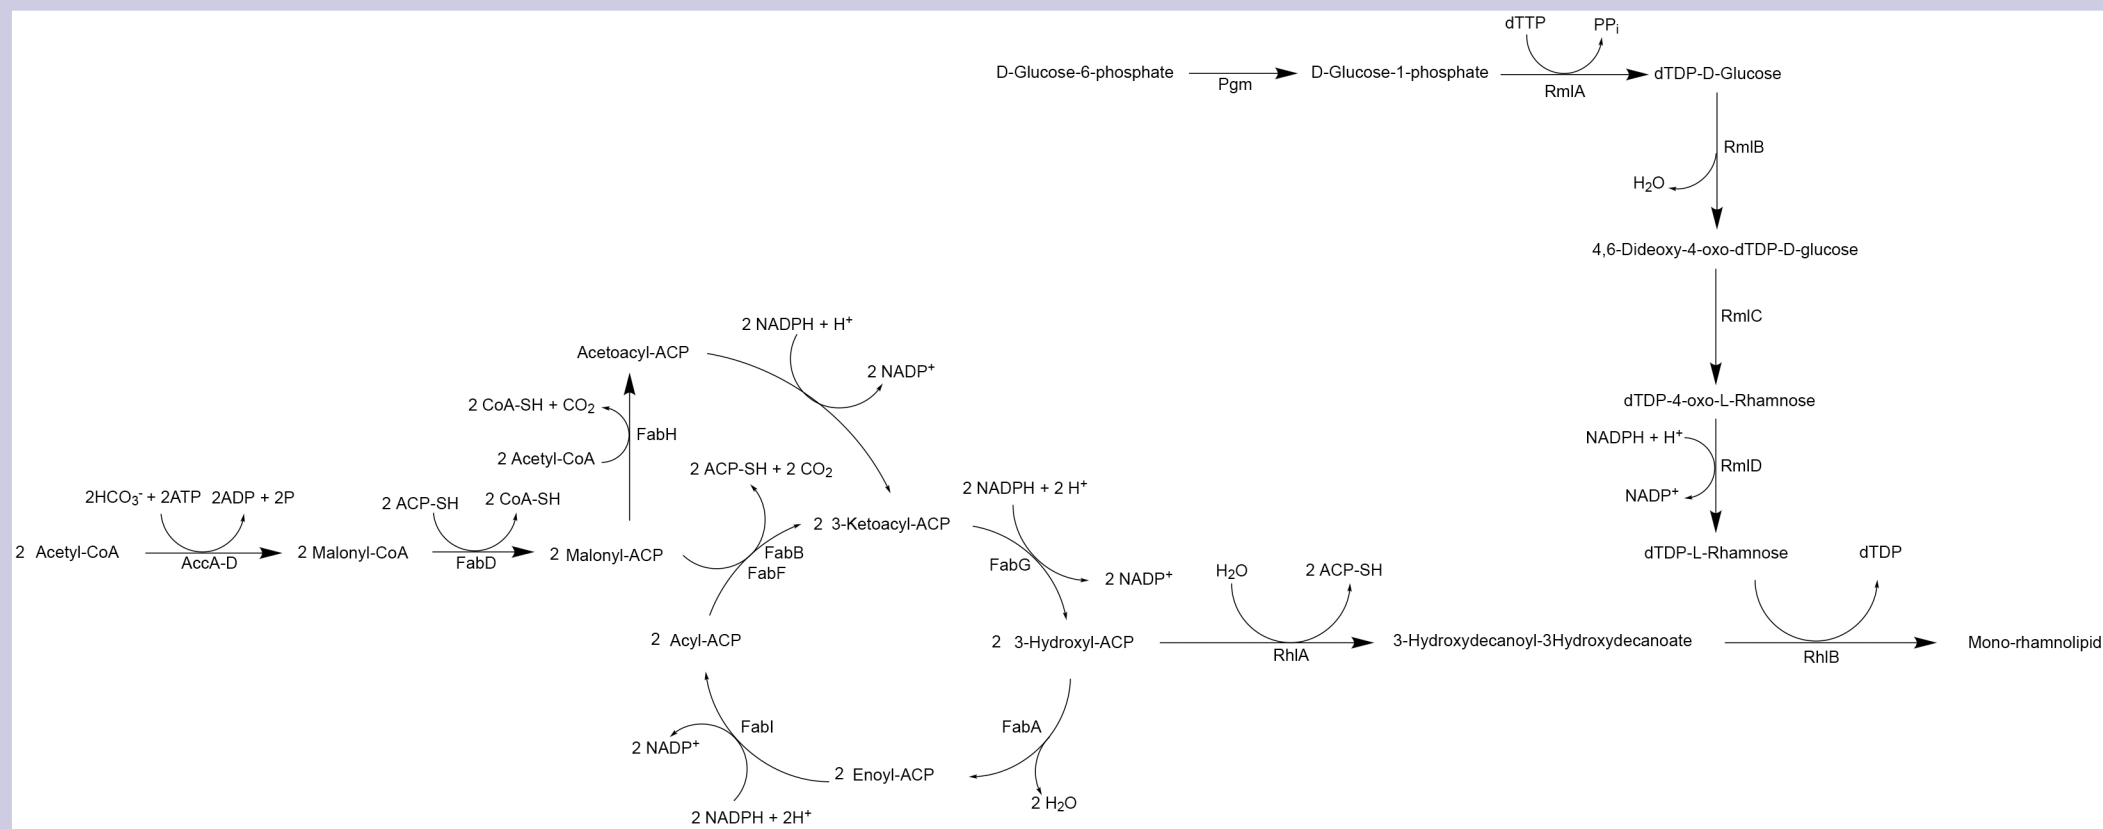 dTTP
PPi
D-Glucose-6-phosphate
Pgm
D-Glucose-1-phosphate
RmlA
dTDP-D-Glucose
RmlB
H2O
4,6-Dideoxy-4-oxo-dTDP-D-glucose
RmlC
dTDP-4-oxo-L-Rhamnose
NADPH + H+
RmlD
NADP+
dTDP-L-Rhamnose
dTDP
2 NADPH + H+
Acetoacyl-ACP
2 NADP+
2 CoA-SH + CO2
FabH
2 Acetyl-CoA
2 ACP-SH + 2 CO2
2HCO3- + 2ATP
2ADP + 2P
2 ACP-SH
2 CoA-SH
2 Acetyl-CoA
AccA-D
2 Malonyl-CoA
FabD
2 Malonyl-ACP
FabB
FabF
2 3-Ketoacyl-ACP
2 NADPH + 2 H+
FabG
2 NADP+
H2O
2 ACP-SH
2 Acyl-ACP
2 3-Hydroxyl-ACP
RhlA
3-Hydroxydecanoyl-3Hydroxydecanoate
RhlB
Mono-rhamnolipid
FabI
2 NADP+
2 NADPH + 2H+
2 Enoyl-ACP
FabA
2 H2O